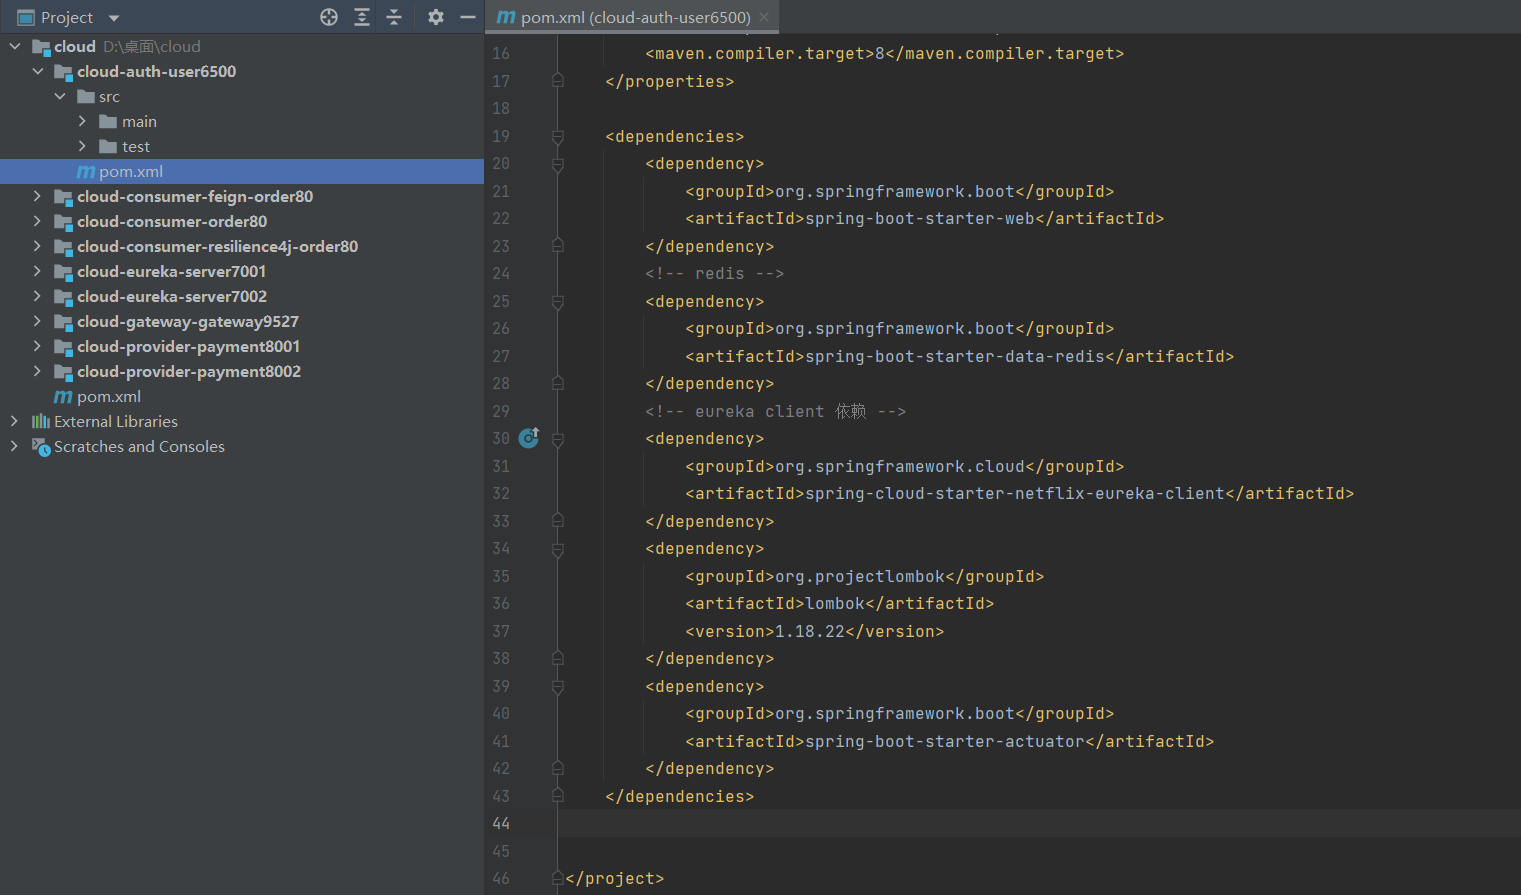 Project
cloud D:\桌面\cloud
cloud-auth-user6500
src
main
test
pom.xml
cloud-consumer-feign-order80
cloud-consumer-order80
cloud-consumer-resilience4j-order80
cloud-eureka-server7001
cloud-eureka-server7002
cloud-gateway-gateway9527
cloud-provider-payment8001
cloud-provider-payment8002
pom.xml
External Libraries
Scratches and Consoles
pom.xml (cloud-auth-user6500)
16 <maven.compiler.target>8</maven.compiler.target>
17 </properties>
18
19 <dependencies>
20 <dependency>
21 <groupId>org.springframework.boot</groupId>
22 <artifactId>spring-boot-starter-web</artifactId>
23 </dependency>
24 <!-- redis -->
25 <dependency>
26 <groupId>org.springframework.boot</groupId>
27 <artifactId>spring-boot-starter-data-redis</artifactId>
28 </dependency>
29 <!-- eureka client 依赖 -->
30 <dependency>
31 <groupId>org.springframework.cloud</groupId>
32 <artifactId>spring-cloud-starter-netflix-eureka-client</artifactId>
33 </dependency>
34 <dependency>
35 <groupId>org.projectlombok</groupId>
36 <artifactId>lombok</artifactId>
37 <version>1.18.22</version>
38 </dependency>
39 <dependency>
40 <groupId>org.springframework.boot</groupId>
41 <artifactId>spring-boot-starter-actuator</artifactId>
42 </dependency>
43 </dependencies>
44
45
46 </project>